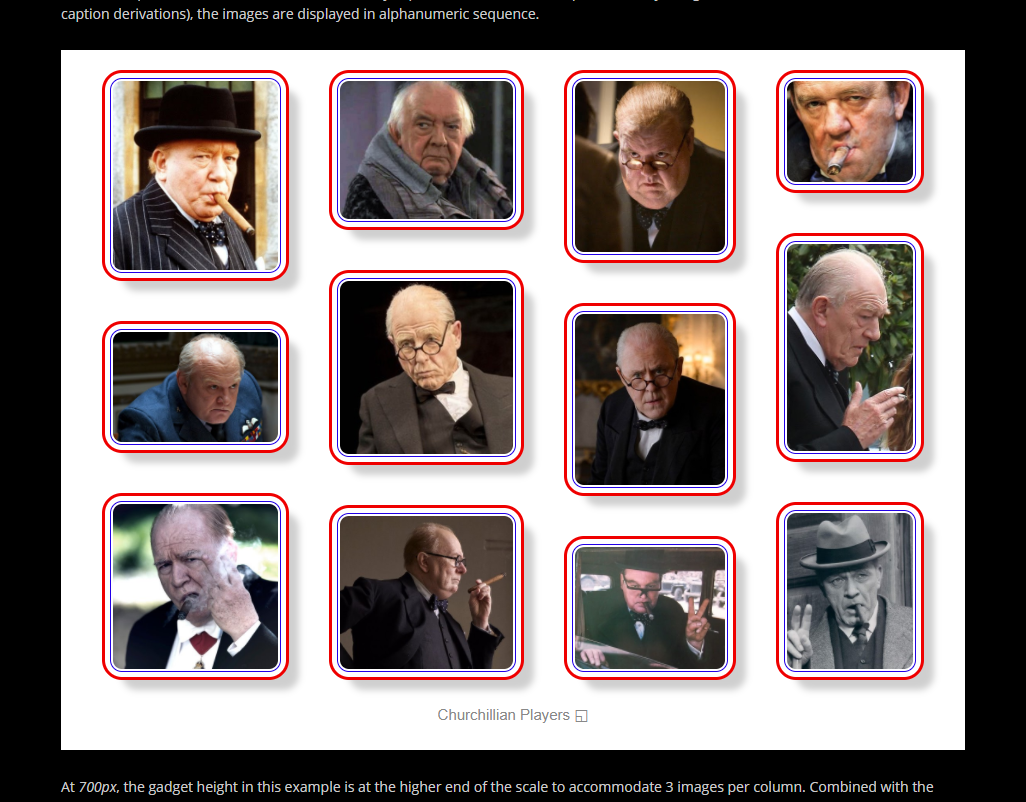 caption derivations), the images are displayed in alphanumeric sequence.
Churchillian Players
At 700px, the gadget height in this example is at the higher end of the scale to accommodate 3 images per column. Combined with the